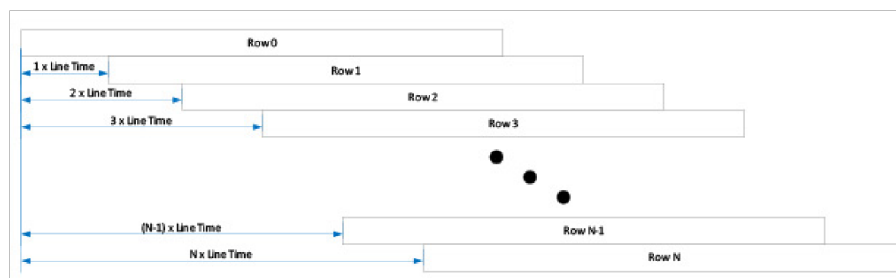 Row 0
1 x Line Time
Row 1
2 x Line Time
Row 2
3 x Line Time
Row 3
(N-1) x Line Time
Row N-1
N x Line Time
Row N